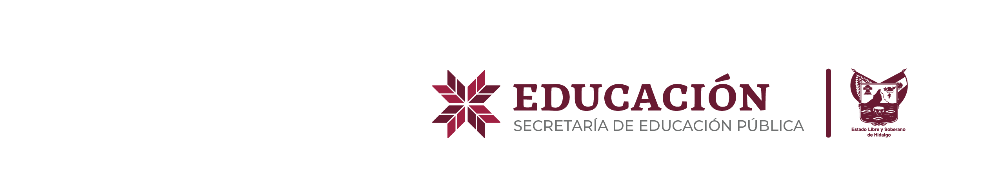 EDUCACIÓN
SECRETARÍA DE EDUCACIÓN PÚBLICA
Estado Libre y Soberano
de Hidalgo